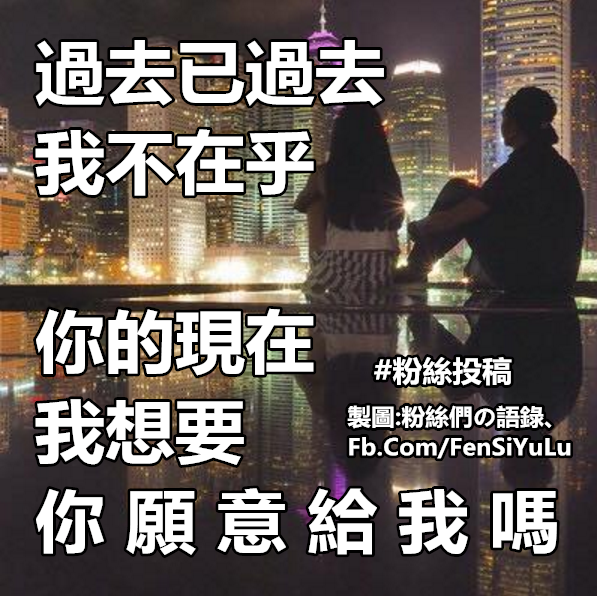 過去已過去
我不在乎
你的現在
我想要
你願意給我嗎
#粉絲投稿
製圖:粉絲們の語錄、
Fb.Com/FenSiYuLu